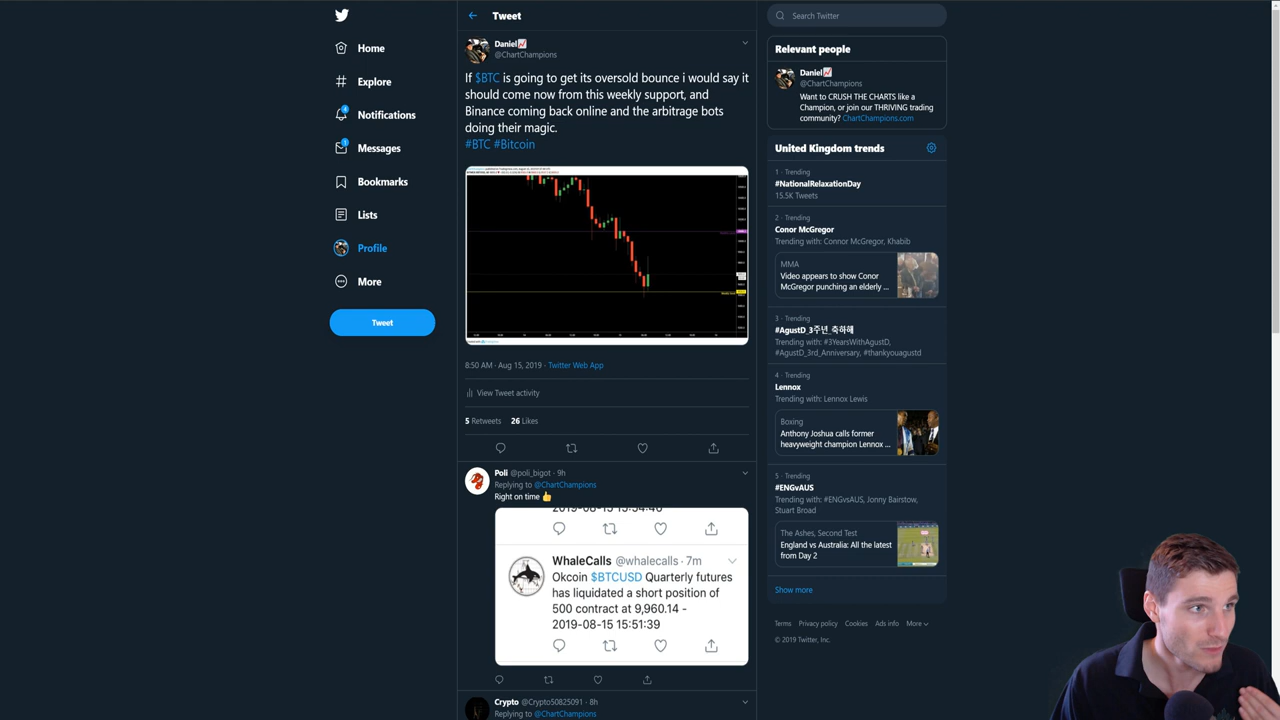 Home
Explore
Notifications
Messages
Bookmarks
Lists
Profile
More
Tweet
Tweet
Daniel📈
@ChartChampions
If $BTC is going to get its oversold bounce i would say it
should come now from this weekly support, and
Binance coming back online and the arbitrage bots
doing their magic.
#BTC #Bitcoin
8:50 AM · Aug 15, 2019 · Twitter Web App
View Tweet activity
5 Retweets 26 Likes
Poli @poli_bigot · 9h
Replying to @ChartChampions
Right on time 👍
WhaleCalls @whalecalls · 7m
Okcoin $BTCUSD Quarterly futures
has liquidated a short position of
500 contract at 9,960.14 -
2019-08-15 15:51:39
Crypto @Crypto50825091 · 8h
Replying to @ChartChampions
Search Twitter
Relevant people
Daniel📈
@ChartChampions
Want to CRUSH THE CHARTS like a
Champion, or join our THRIVING trading
community? ChartChampions.com
United Kingdom trends
1 · Trending
#NationalRelaxationDay
15.5K Tweets
2 · Trending
Conor McGregor
Trending with: Connor McGregor, Khabib
MMA
Video appears to show Conor
McGregor punching an elderly ...
3 · Trending
#AgustD_3주년_축하해
Trending with: #3YearsWithAgustD,
#AgustD_3rd_Anniversary, #thankyouagustd
4 · Trending
Lennox
Trending with: Lennox Lewis
Boxing
Anthony Joshua calls former
heavyweight champion Lennox ...
5 · Trending
#ENGvAUS
Trending with: #ENGvsAUS, Jonny Bairstow,
Stuart Broad
The Ashes, Second Test
England vs Australia: All the latest
from Day 2
Show more
Terms Privacy policy Cookies Ads info More
© 2019 Twitter, Inc.